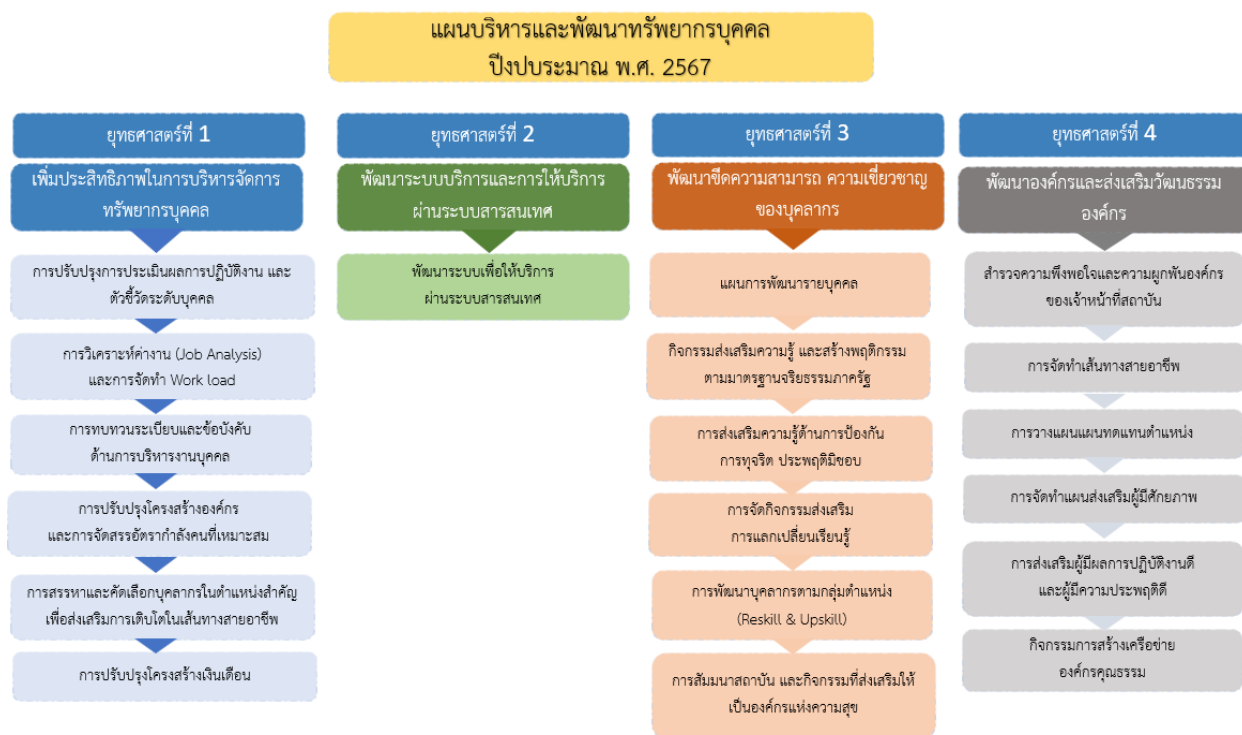 แผนบริหารและพัฒนาทรัพยากรบุคคล
ปีงปบระมาณ พ.ศ. 2567
ยุทธศาสตร์ที่ 1
เพิ่มประสิทธิภาพในการบริหารจัดการ
ทรัพยากรบุคคล
การปรับปรุงการประเมินผลการปฏิบัติงาน และ
ตัวชี้วัดระดับบุคคล
การวิเคราะห์ค่างาน (Job Analysis)
และการจัดทำ Work load
การทบทวนระเบียบและข้อบังคับ
ด้านการบริหารงานบุคคล
การปรับปรุงโครงสร้างองค์กร
และการจัดสรรอัตรากำลังคนที่เหมาะสม
การสรรหาและคัดเลือกบุคลากรในตำแหน่งสำคัญ
เพื่อส่งเสริมการเติบโตในเส้นทางสายอาชีพ
การปรับปรุงโครงสร้างเงินเดือน
ยุทธศาสตร์ที่ 2
พัฒนาระบบบริการและการให้บริการ
ผ่านระบบสารสนเทศ
พัฒนาระบบเพื่อให้บริการ
ผ่านระบบสารสนเทศ
ยุทธศาสตร์ที่ 3
พัฒนาขีดความสามารถ ความเชี่ยวชาญ
ของบุคลากร
แผนการพัฒนารายบุคคล
กิจกรรมส่งเสริมความรู้ และสร้างพฤติกรรม
ตามมาตรฐานจริยธรรมภาครัฐ
การส่งเสริมความรู้ด้านการป้องกัน
การทุจริต ประพฤติมิชอบ
การจัดกิจกรรมส่งเสริม
การแลกเปลี่ยนเรียนรู้
การพัฒนาบุคลากรตามกลุ่มตำแหน่ง
(Reskill & Upskill)
การสัมมนาสถาบัน และกิจกรรมที่ส่งเสริมให้
เป็นองค์กรแห่งความสุข
ยุทธศาสตร์ที่ 4
พัฒนาองค์กรและส่งเสริมวัฒนธรรม
องค์กร
สำรวจความพึงพอใจและความผูกพันองค์กร
ของเจ้าหน้าที่สถาบัน
การจัดทำเส้นทางสายอาชีพ
การวางแผนแผนทดแทนตำแหน่ง
การจัดทำแผนส่งเสริมผู้มีศักยภาพ
การส่งเสริมผู้มีผลการปฏิบัติงานดี
และผู้มีความประพฤติดี
กิจกรรมการสร้างเครือข่าย
องค์กรคุณธรรม